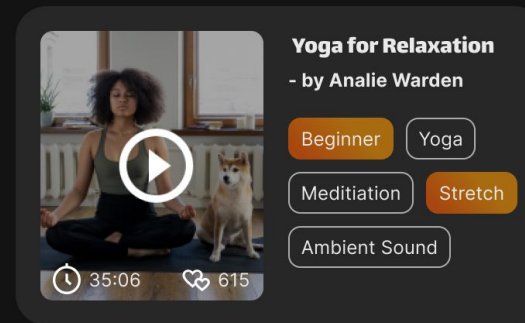 Yoga for Relaxation
- by Analie Warden
Beginner Yoga
Meditiation Stretch
Ambient Sound
35:06 615